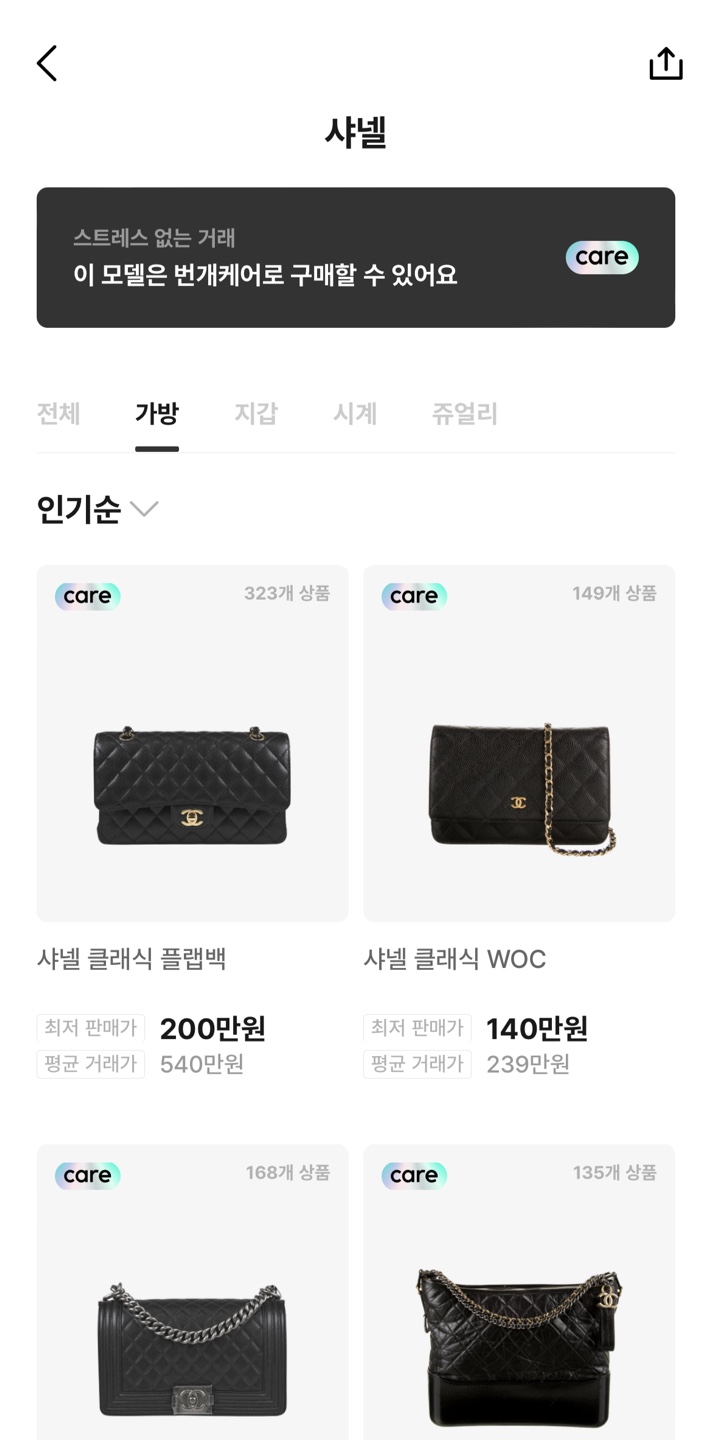 샤넬
스트레스 없는 거래
이 모델은 번개케어로 구매할 수 있어요
care
전체 가방 지갑 시계 쥬얼리
인기순
care 323개 상품
care 149개 상품
샤넬 클래식 플랩백
최저 판매가 200만원
평균 거래가 540만원
샤넬 클래식 WOC
최저 판매가 140만원
평균 거래가 239만원
care 168개 상품
care 135개 상품